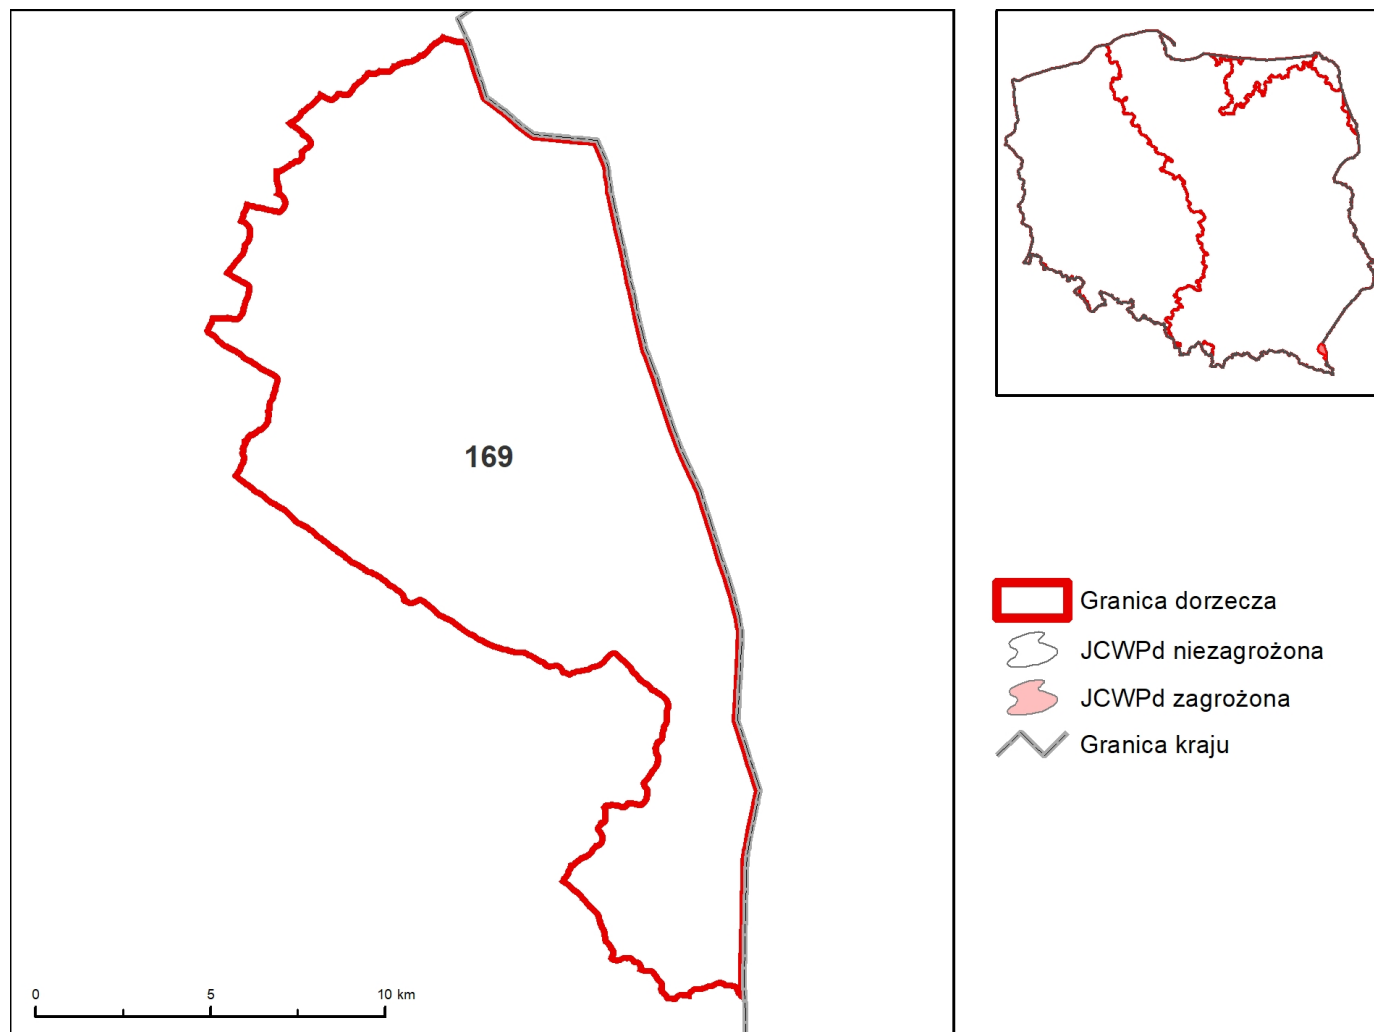 169
0 5 10 km
Granica dorzecza
JCWPd niezagrożona
JCWPd zagrożona
Granica kraju